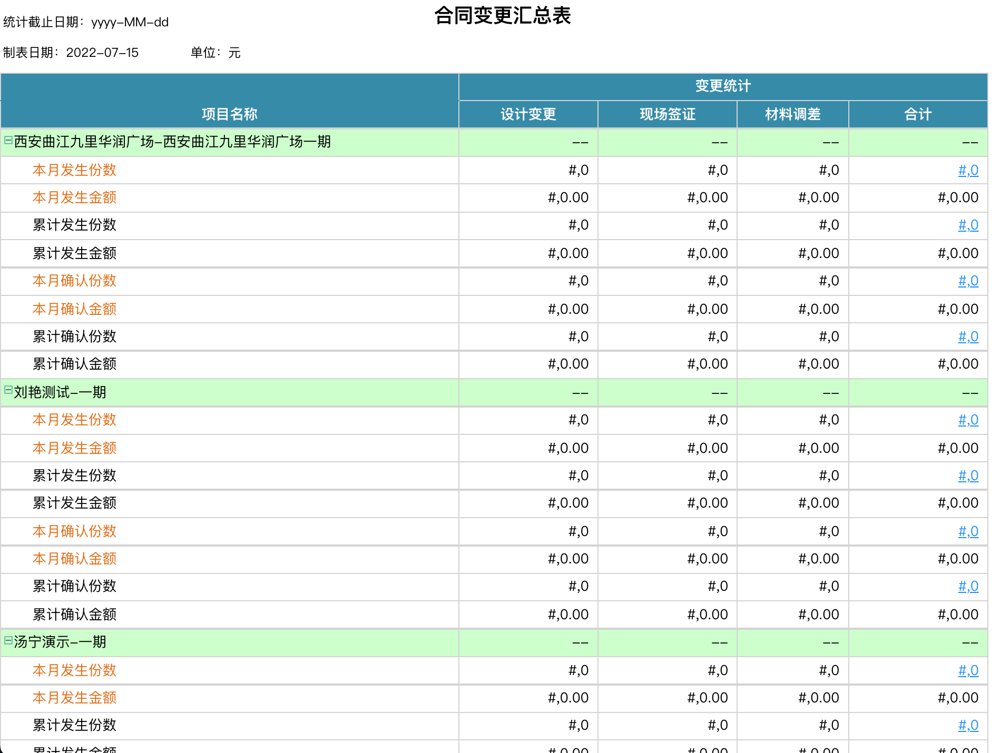 合同变更汇总表
统计截止日期：yyyy-MM-dd
制表日期：2022-07-15 单位：元
变更统计
项目名称 设计变更 现场签证 材料调差 合计
西安曲江九里华润广场-西安曲江九里华润广场一期 -- -- -- --
本月发生份数 #,0 #,0 #,0 #,0
本月发生金额 #,0.00 #,0.00 #,0.00 #,0.00
累计发生份数 #,0 #,0 #,0 #,0
累计发生金额 #,0.00 #,0.00 #,0.00 #,0.00
本月确认份数 #,0 #,0 #,0 #,0
本月确认金额 #,0.00 #,0.00 #,0.00 #,0.00
累计确认份数 #,0 #,0 #,0 #,0
累计确认金额 #,0.00 #,0.00 #,0.00 #,0.00
刘艳测试-一期 -- -- -- --
本月发生份数 #,0 #,0 #,0 #,0
本月发生金额 #,0.00 #,0.00 #,0.00 #,0.00
累计发生份数 #,0 #,0 #,0 #,0
累计发生金额 #,0.00 #,0.00 #,0.00 #,0.00
本月确认份数 #,0 #,0 #,0 #,0
本月确认金额 #,0.00 #,0.00 #,0.00 #,0.00
累计确认份数 #,0 #,0 #,0 #,0
累计确认金额 #,0.00 #,0.00 #,0.00 #,0.00
汤宁演示-一期 -- -- -- --
本月发生份数 #,0 #,0 #,0 #,0
本月发生金额 #,0.00 #,0.00 #,0.00 #,0.00
累计发生份数 #,0 #,0 #,0 #,0
累计发生金额 #,0.00 #,0.00 #,0.00 #,0.00